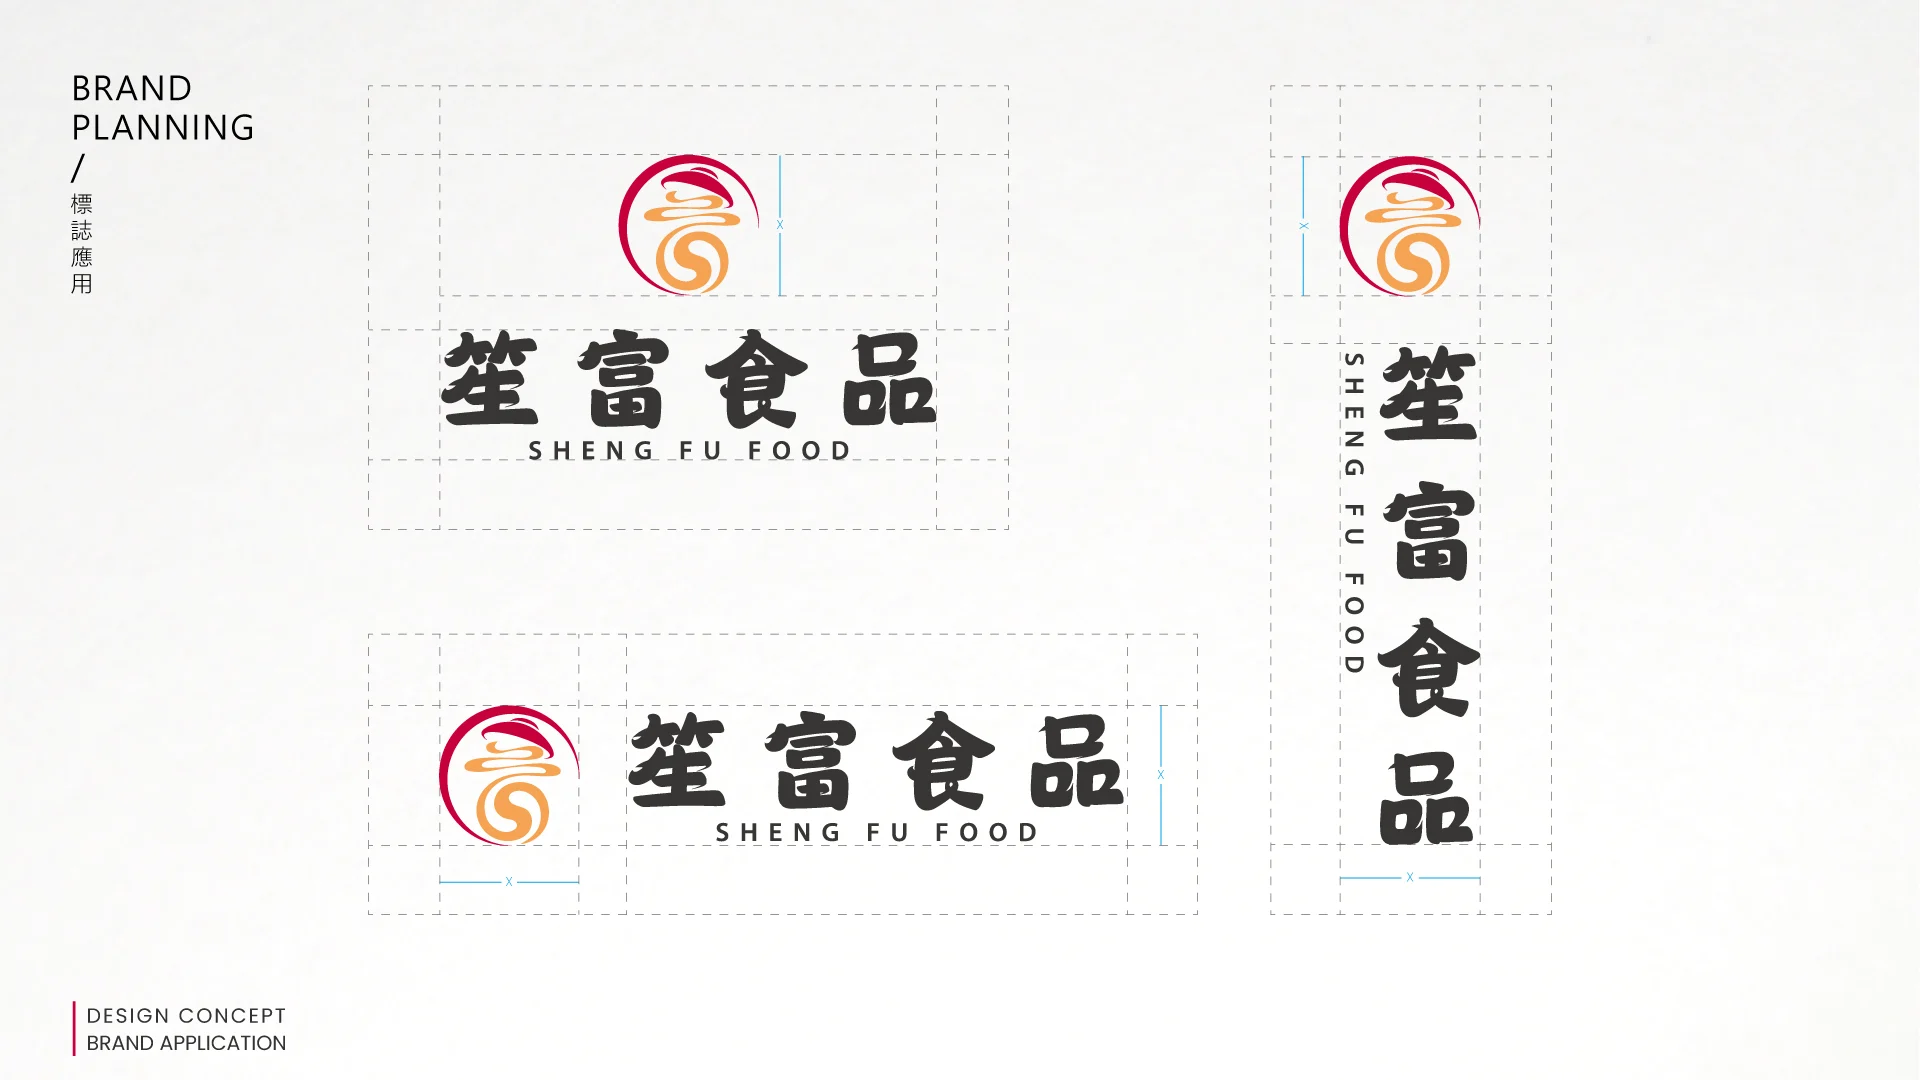 BRAND
PLANNING
/
標誌應用
X
笙富食品
SHENG FU FOOD
X
笙富食品
SHENG FU FOOD
X
X
笙富食品
SHENG FU FOOD
X
DESIGN CONCEPT
BRAND APPLICATION